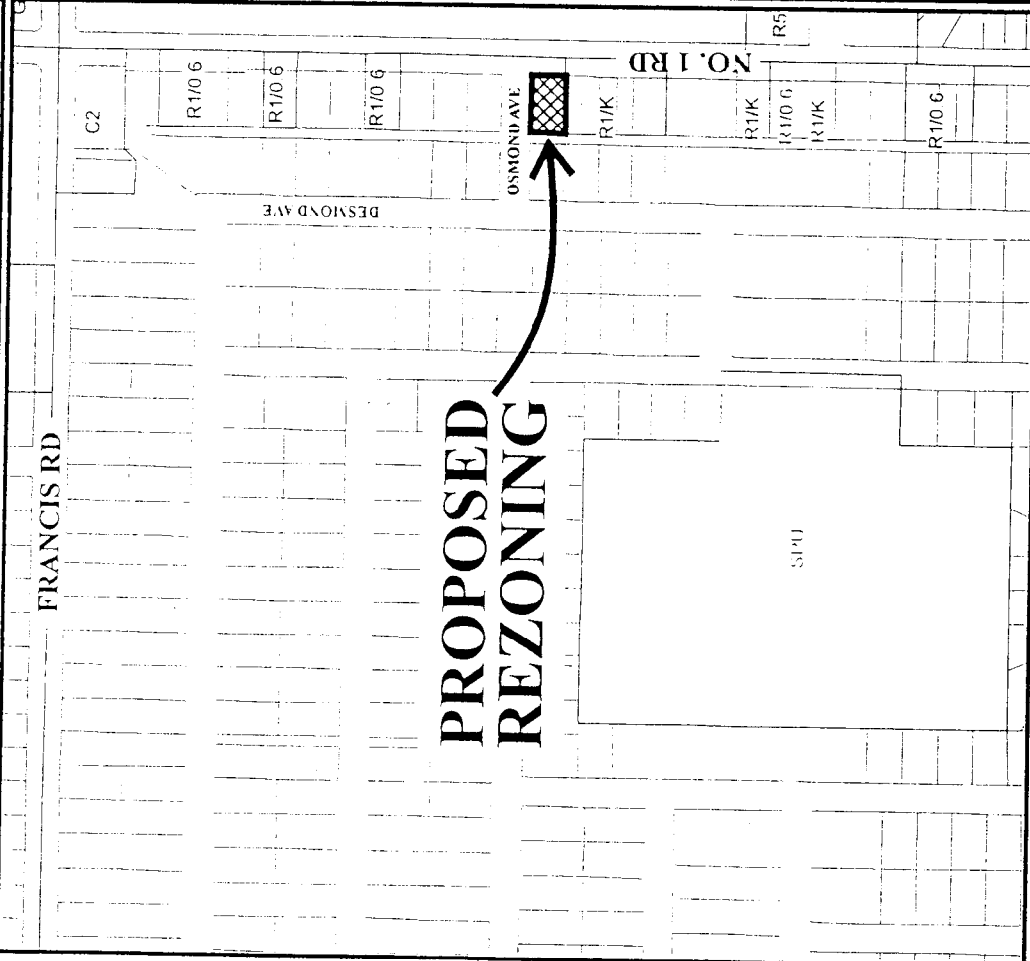 C2
R1/0.6
R1/0.6
R1/0.6
NO. 1 RD
R5
OSMOND AVE
R1/K
R1/K
R1/0.6
R1/K
R1/0.6
DESMOND AVE
FRANCIS RD
PROPOSED
REZONING
SPU